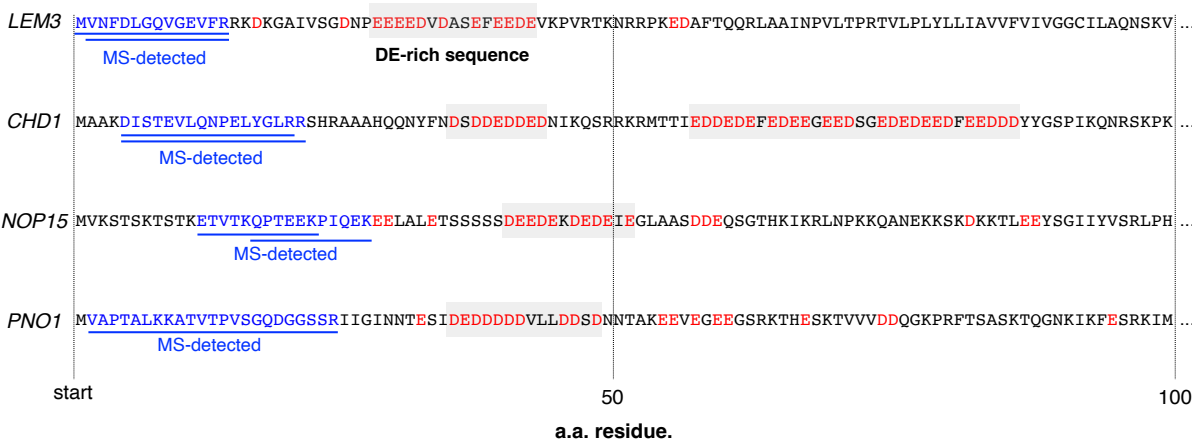 LEM3 MVNFDLGQVGEVFRRKDKGAIVSGDNPEEEEDVDASEFEEDEVKPVRTKNRRPKEDAFTQQRLAAINPVLTPRTVLPLYLLIAVVFVIVGGCILAQNSKV ...
MS-detected DE-rich sequence
CHD1 MAAKDISTEVLQNPELYGLRRSHRAAAHQQNYFNDSDDEDDEDNIKQSRRKRMTTIEDDEDEFEDEEGEEDSGEDEDEEDFEEDDDYYGSPIKQNRSKPK ...
MS-detected
NOP15 MVKSTSKTSTKETVTKQPTEEKPIQEKEELALETSSSSSDEEDEKDEDEIEGLAASDDEQSGTHKIKRLNPKKQANEKKSKDKKTLEEYSGIIYVSRLPH ...
MS-detected
PNO1 MVAPTALKKATVTPVSGQDGGSSRIIGINNTESIDEDDDDDVLLDDSDNNTAKEEVEGEEGSRKTHESKTVVVDDQGKPRFTSASKTQGNKIKFESRKIM ...
MS-detected
start 50 100
a.a. residue.